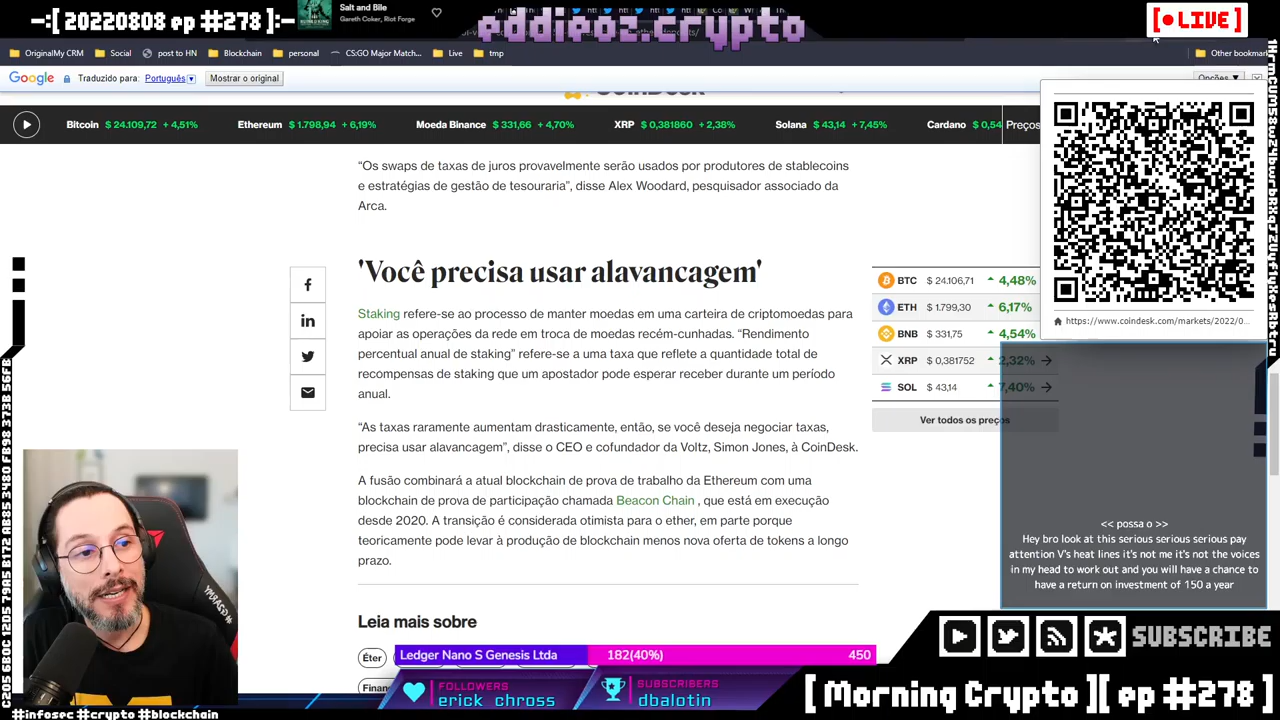 -:[ 20220808 ep #278 ]:-
Salt and Bile
Gareth Coker, Riot Forge
eddieoz.crypto
[● LIVE]
OriginalMy CRM
Social
post to HN
Blockchain
personal
CS:GO Major Match...
Live
tmp
Other bookmar
Google
Traduzido para:
Português
Mostrar o original
Opções ▼
CoinDesk
Bitcoin $ 24.109,72 + 4,51%
Ethereum $ 1.798,94 + 6,19%
Moeda Binance $ 331,66 + 4,70%
XRP $ 0,381860 + 2,38%
Solana $ 43,14 + 7,45%
Cardano $ 0,54
Preços
“Os swaps de taxas de juros provavelmente serão usados por produtores de stablecoins
e estratégias de gestão de tesouraria”, disse Alex Woodard, pesquisador associado da
Arca.
'Você precisa usar alavancagem'
Staking refere-se ao processo de manter moedas em uma carteira de criptomoedas para
apoiar as operações da rede em troca de moedas recém-cunhadas. “Rendimento
percentual anual de staking” refere-se a uma taxa que reflete a quantidade total de
recompensas de staking que um apostador pode esperar receber durante um período
anual.
“As taxas raramente aumentam drasticamente, então, se você deseja negociar taxas,
precisa usar alavancagem”, disse o CEO e cofundador da Voltz, Simon Jones, à CoinDesk.
A fusão combinará a atual blockchain de prova de trabalho da Ethereum com uma
blockchain de prova de participação chamada Beacon Chain , que está em execução
desde 2020. A transição é considerada otimista para o ether, em parte porque
teoricamente pode levar à produção de blockchain menos nova oferta de tokens a longo
prazo.
Leia mais sobre
Éter
Finan
BTC $ 24.106,71 4,48%
ETH $ 1.799,30 6,17%
BNB $ 331,75 4,54%
XRP $ 0,381752 2,32%
SOL $ 43,14 7,40%
Ver todos os preços
https://www.coindesk.com/markets/2022/0...
<< possa o >>
Hey bro look at this serious serious serious pay
attention V's heat lines it's not me it's not the voices
in my head to work out and you will have a chance to
have a return on investment of 150 a year
Ledger Nano S Genesis Ltda 182(40%) 450
FOLLOWERS
erick_chross
SUBSCRIBERS
dbalotin
SUBSCRIBE
[ Morning Crypto ][ ep #278 ]
#infosec #crypto #blockchain